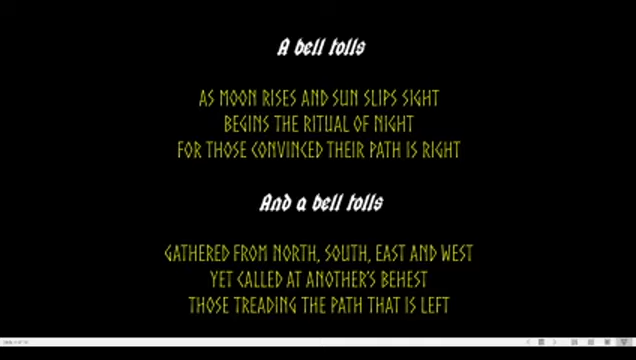 A bell tolls
AS MOON RISES AND SUN SLIPS SIGHT
BEGINS THE RITUAL OF NIGHT
FOR THOSE CONVINCED THEIR PATH IS RIGHT
And a bell tolls
GATHERED FROM NORTH, SOUTH, EAST AND WEST
YET CALLED AT ANOTHER'S BEHEST
THOSE TREADING THE PATH THAT IS LEFT